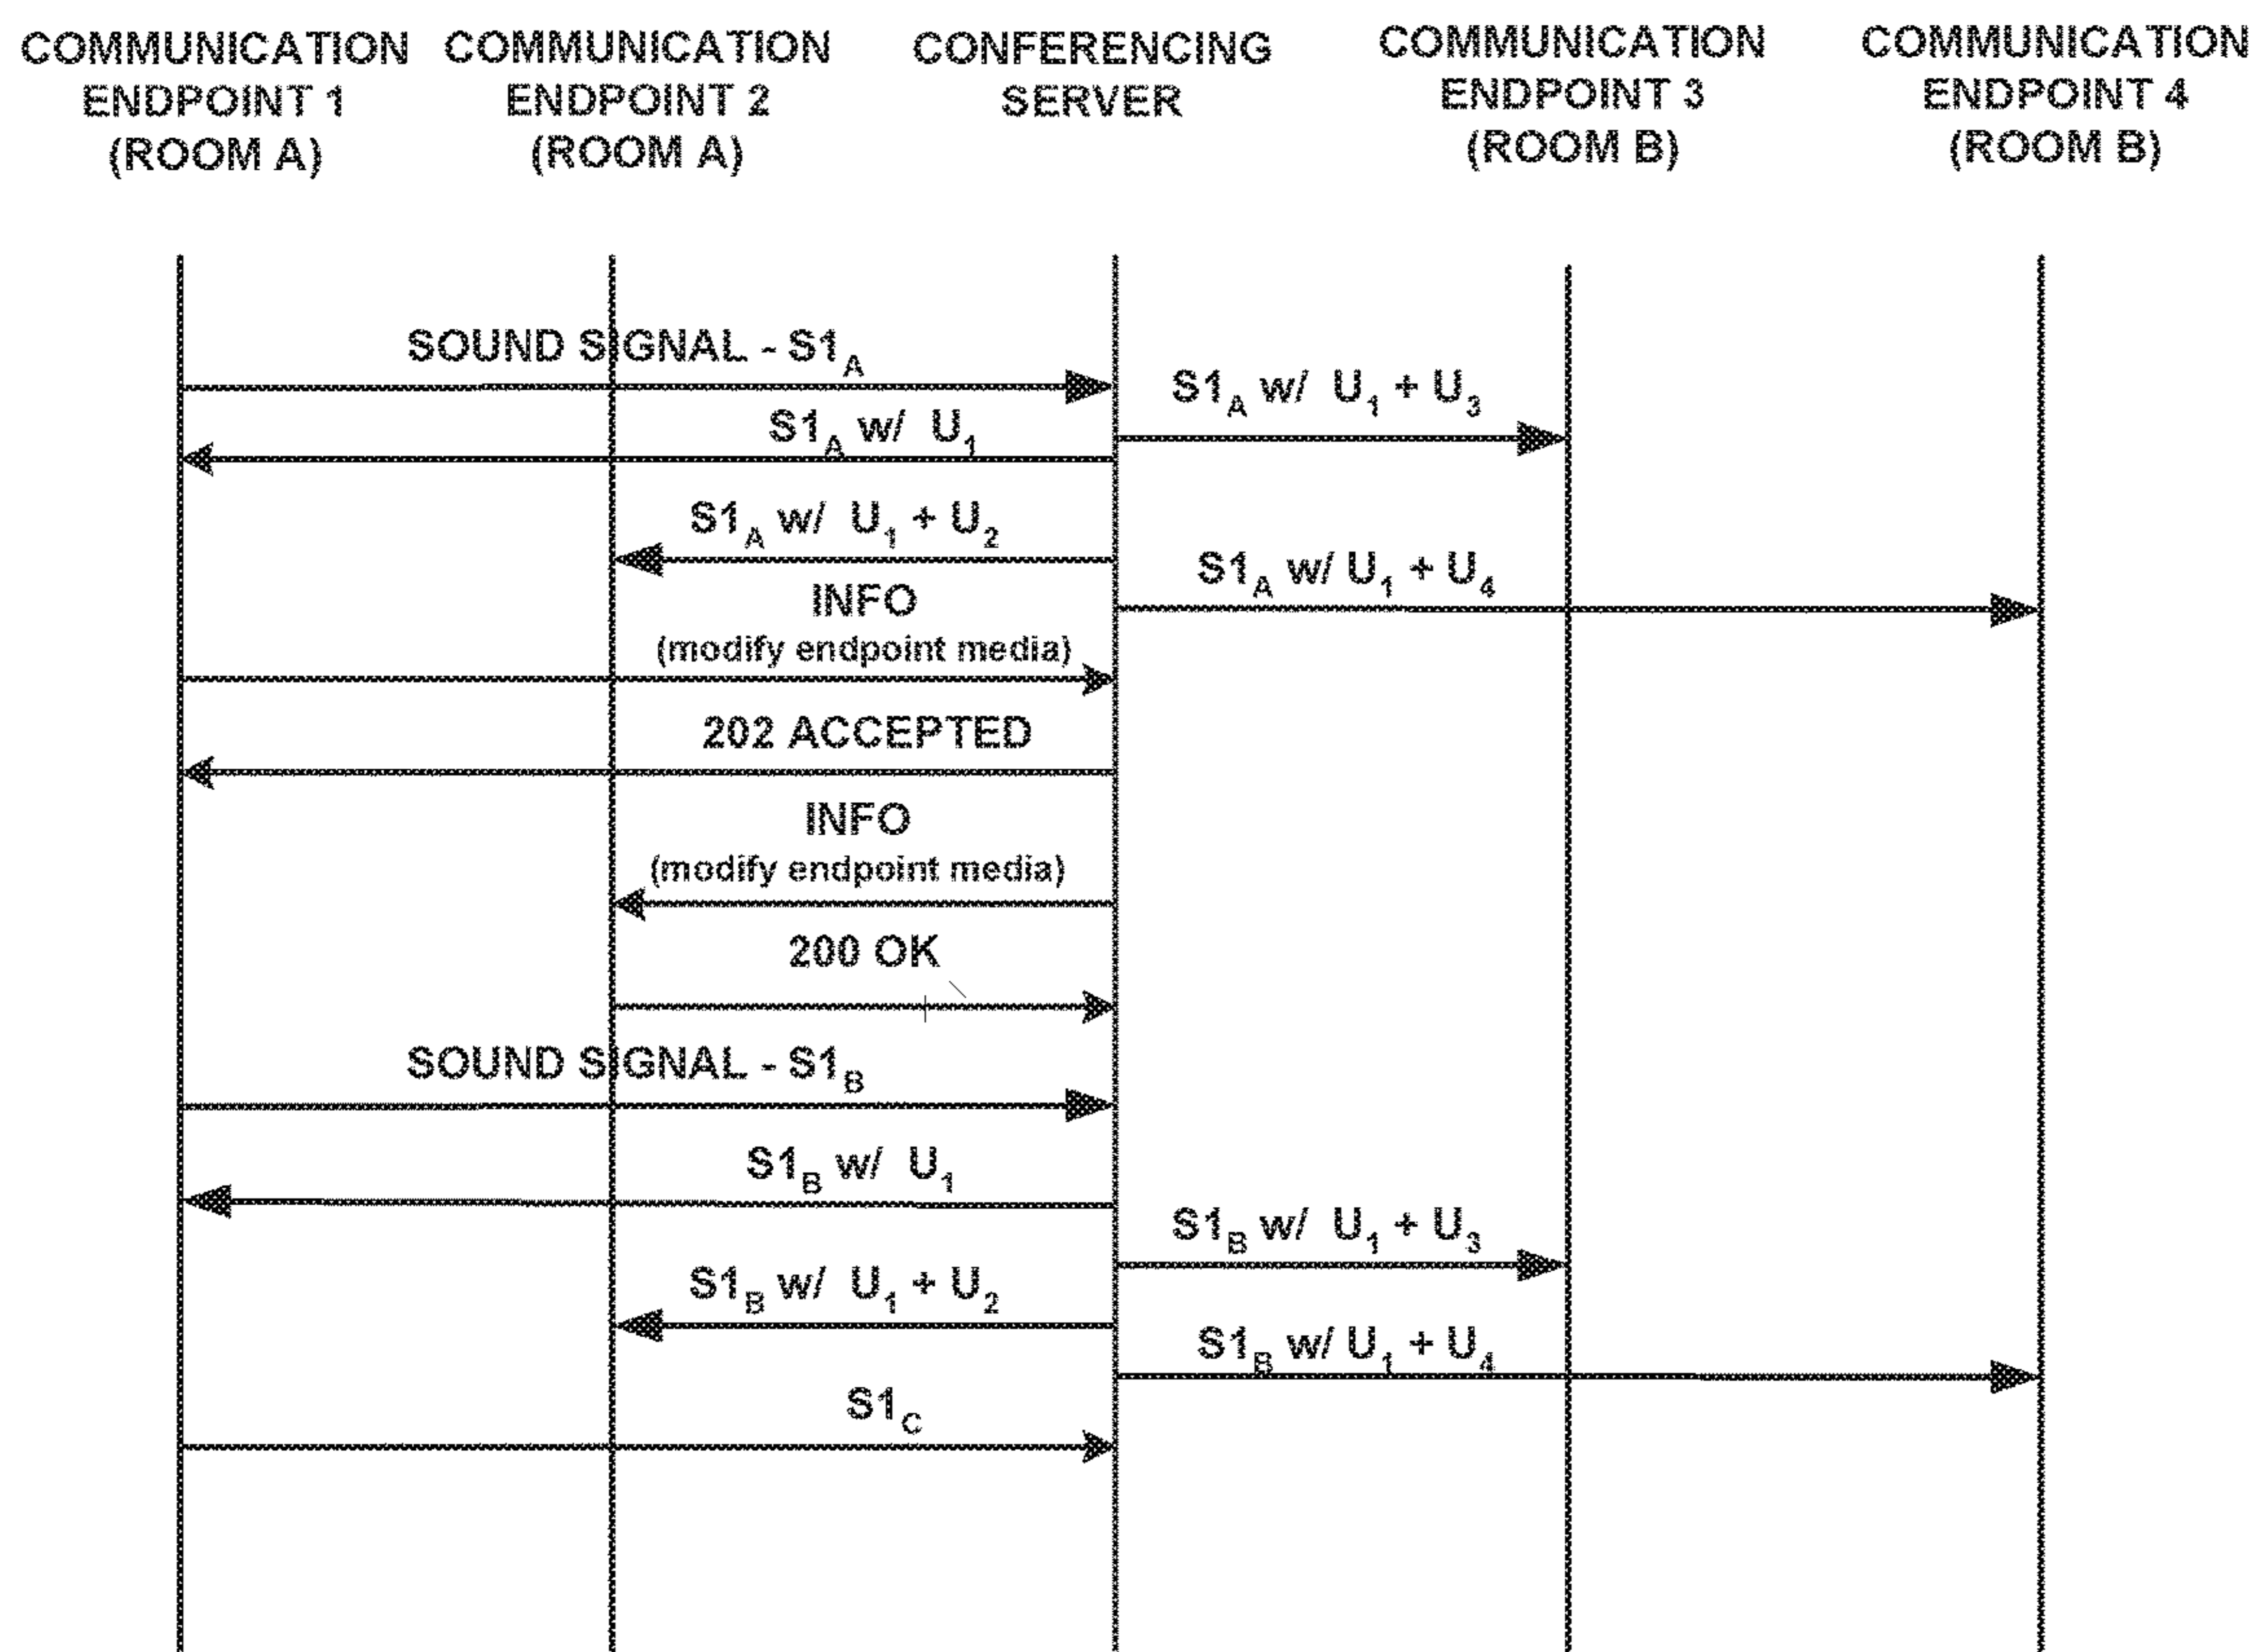 COMMUNICATION ENDPOINT 1 (ROOM A)
COMMUNICATION ENDPOINT 2 (ROOM A)
CONFERENCING SERVER
COMMUNICATION ENDPOINT 3 (ROOM B)
COMMUNICATION ENDPOINT 4 (ROOM B)
SOUND SIGNAL - S1A
S1A w/ U1 + U3
S1A w/ U1
S1A w/ U1 + U2
S1A w/ U1 + U4
INFO
(modify endpoint media)
202 ACCEPTED
INFO
(modify endpoint media)
200 OK
SOUND SIGNAL - S1B
S1B w/ U1
S1B w/ U1 + U3
S1B w/ U1 + U2
S1B w/ U1 + U4
S1C